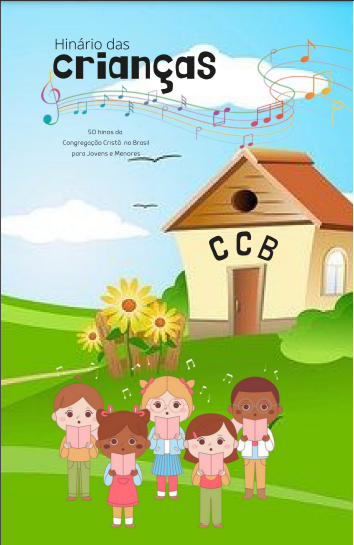 Hinário das
crianças
50 hinos da
Congregação Cristã no Brasil
para Jovens e Menores
CCB